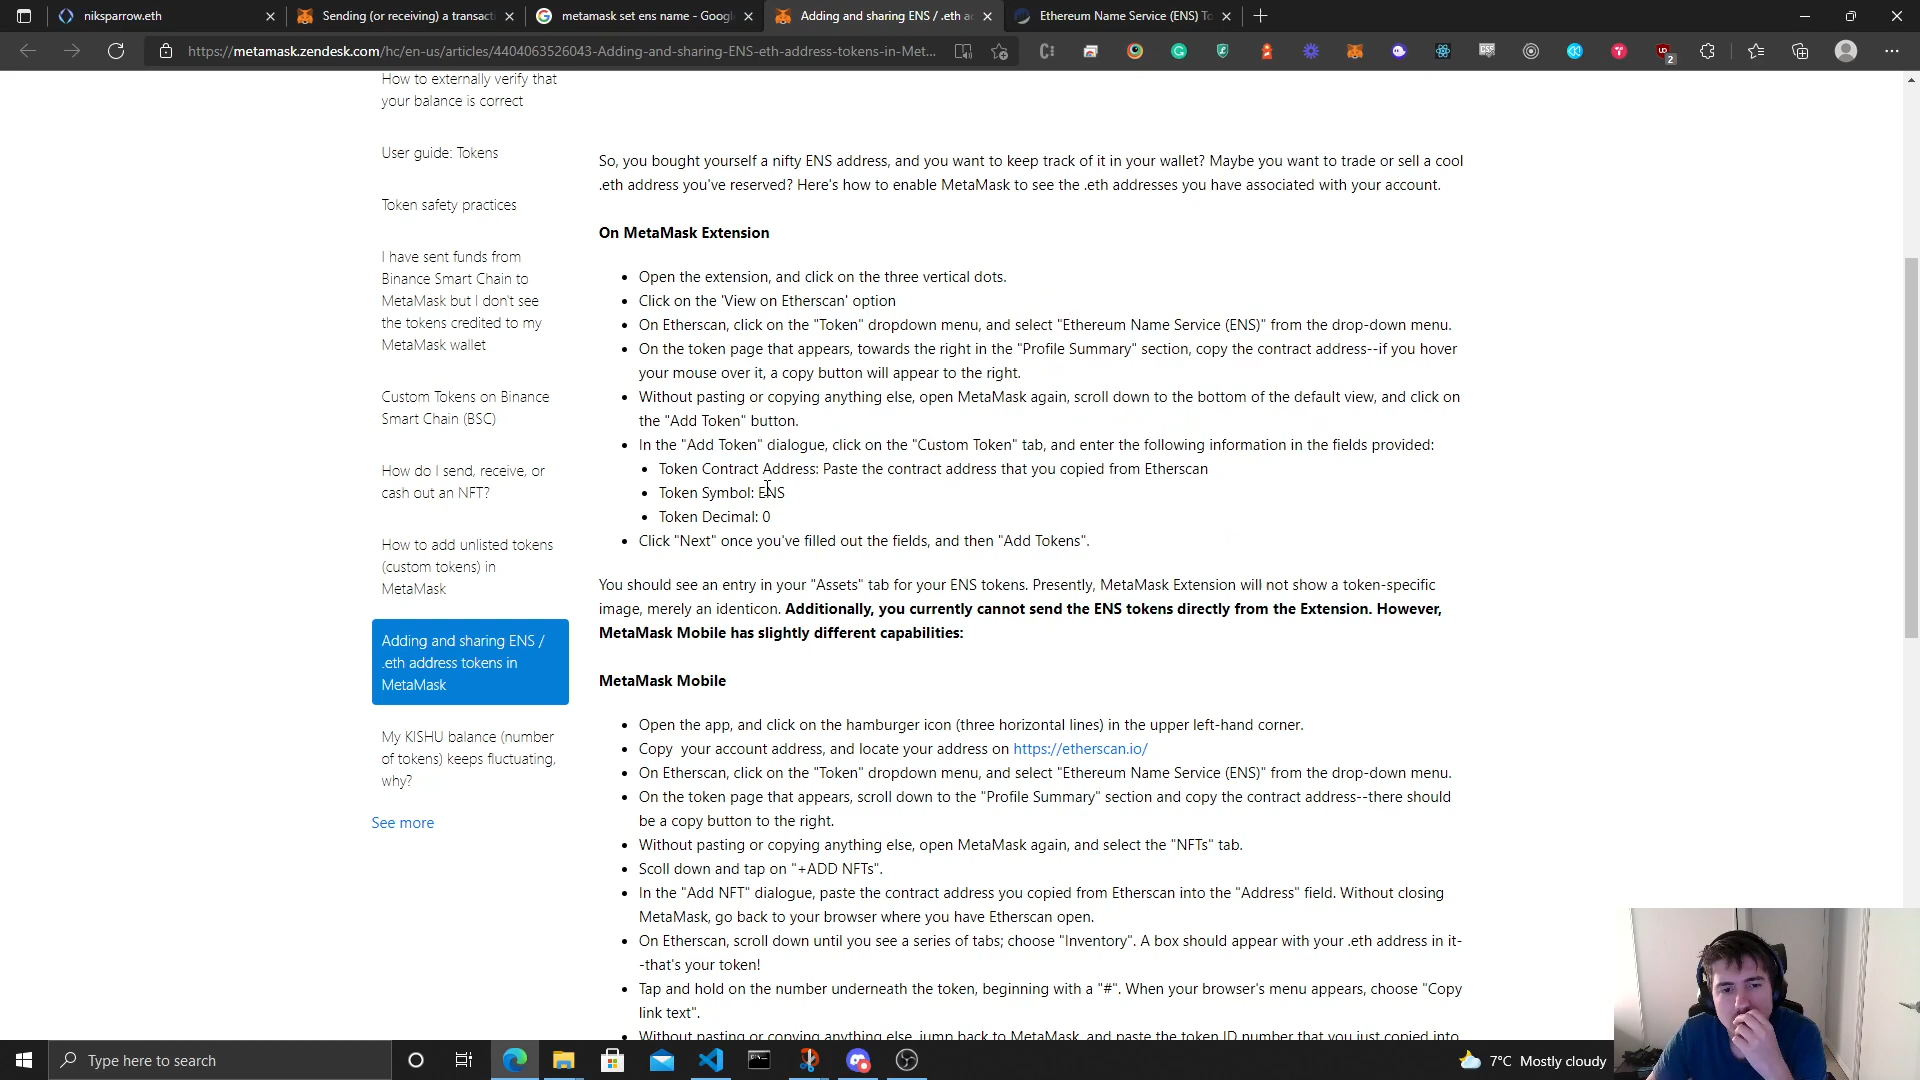 niksparrow.eth
Sending (or receiving) a transacti
metamask set ens name - Google
Adding and sharing ENS / .eth a
Ethereum Name Service (ENS) To
https://metamask.zendesk.com/hc/en-us/articles/4404063526043-Adding-and-sharing-ENS-eth-address-tokens-in-Met...
2
How to externally verify that
your balance is correct
User guide: Tokens
Token safety practices
I have sent funds from
Binance Smart Chain to
MetaMask but I don't see
the tokens credited to my
MetaMask wallet
Custom Tokens on Binance
Smart Chain (BSC)
How do I send, receive, or
cash out an NFT?
How to add unlisted tokens
(custom tokens) in
MetaMask
Adding and sharing ENS /
.eth address tokens in
MetaMask
My KISHU balance (number
of tokens) keeps fluctuating,
why?
See more
So, you bought yourself a nifty ENS address, and you want to keep track of it in your wallet? Maybe you want to trade or sell a cool
.eth address you've reserved? Here's how to enable MetaMask to see the .eth addresses you have associated with your account.
On MetaMask Extension
Open the extension, and click on the three vertical dots.
Click on the 'View on Etherscan' option
On Etherscan, click on the "Token" dropdown menu, and select "Ethereum Name Service (ENS)" from the drop-down menu.
On the token page that appears, towards the right in the "Profile Summary" section, copy the contract address--if you hover
your mouse over it, a copy button will appear to the right.
Without pasting or copying anything else, open MetaMask again, scroll down to the bottom of the default view, and click on
the "Add Token" button.
In the "Add Token" dialogue, click on the "Custom Token" tab, and enter the following information in the fields provided:
Token Contract Address: Paste the contract address that you copied from Etherscan
Token Symbol: ENS
Token Decimal: 0
Click "Next" once you've filled out the fields, and then "Add Tokens".
You should see an entry in your "Assets" tab for your ENS tokens. Presently, MetaMask Extension will not show a token-specific
image, merely an identicon. Additionally, you currently cannot send the ENS tokens directly from the Extension. However,
MetaMask Mobile has slightly different capabilities:
MetaMask Mobile
Open the app, and click on the hamburger icon (three horizontal lines) in the upper left-hand corner.
Copy your account address, and locate your address on https://etherscan.io/
On Etherscan, click on the "Token" dropdown menu, and select "Ethereum Name Service (ENS)" from the drop-down menu.
On the token page that appears, scroll down to the "Profile Summary" section and copy the contract address--there should
be a copy button to the right.
Without pasting or copying anything else, open MetaMask again, and select the "NFTs" tab.
Scoll down and tap on "+ADD NFTs".
In the "Add NFT" dialogue, paste the contract address you copied from Etherscan into the "Address" field. Without closing
MetaMask, go back to your browser where you have Etherscan open.
On Etherscan, scroll down until you see a series of tabs; choose "Inventory". A box should appear with your .eth address in it-
-that's your token!
Tap and hold on the number underneath the token, beginning with a "#". When your browser's menu appears, choose "Copy
link text".
Without pasting or copying anything else, jump back to MetaMask, and paste the token ID number that you just copied into
Type here to search
7°C Mostly cloudy